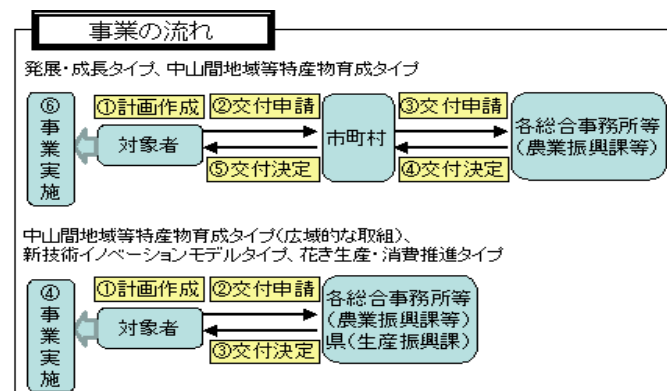 事業の流れ
発展・成長タイプ、中山間地域等特産物育成タイプ
①計画作成 ②交付申請 ③交付申請
⑥事業実施
対象者
市町村
各総合事務所等
(農業振興課等)
⑤交付決定 ④交付決定
中山間地域等特産物育成タイプ(広域的な取組)、
新技術イノベーションモデルタイプ、花き生産・消費推進タイプ
①計画作成 ②交付申請
④事業実施
対象者
各総合事務所等
(農業振興課等)
県(生産振興課)
③交付決定